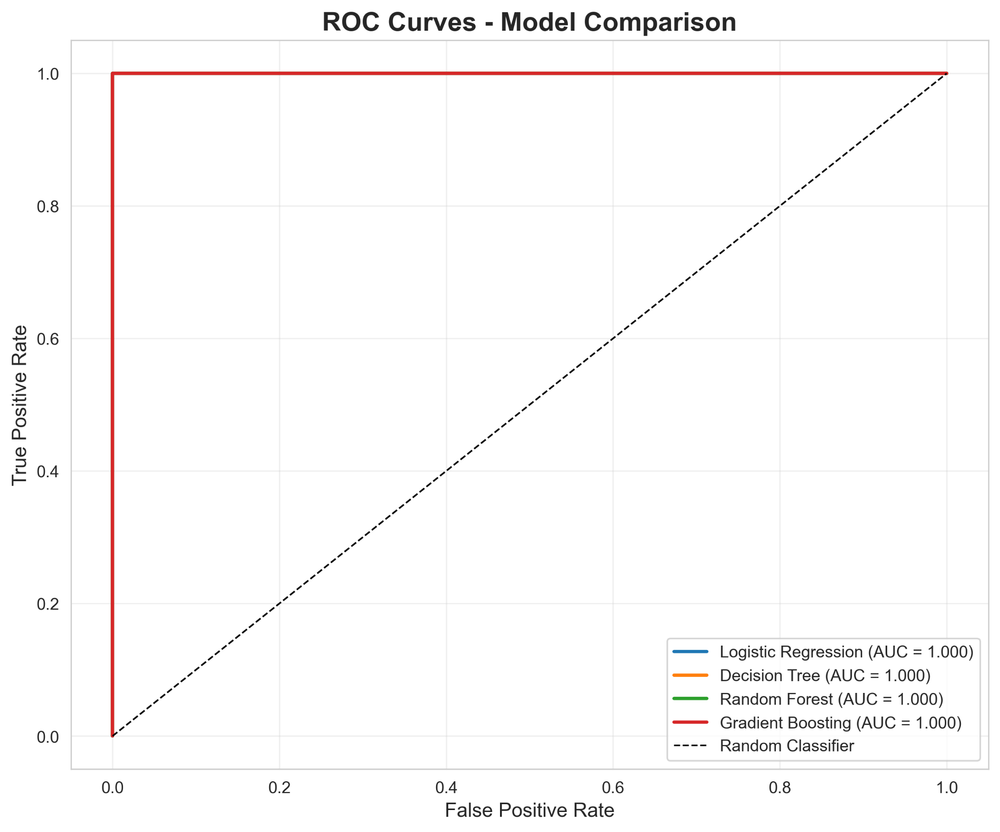 ROC Curves - Model Comparison
True Positive Rate
1.0
0.8
0.6
0.4
0.2
0.0
0.0 0.2 0.4 0.6 0.8 1.0
False Positive Rate
Logistic Regression (AUC = 1.000)
Decision Tree (AUC = 1.000)
Random Forest (AUC = 1.000)
Gradient Boosting (AUC = 1.000)
Random Classifier